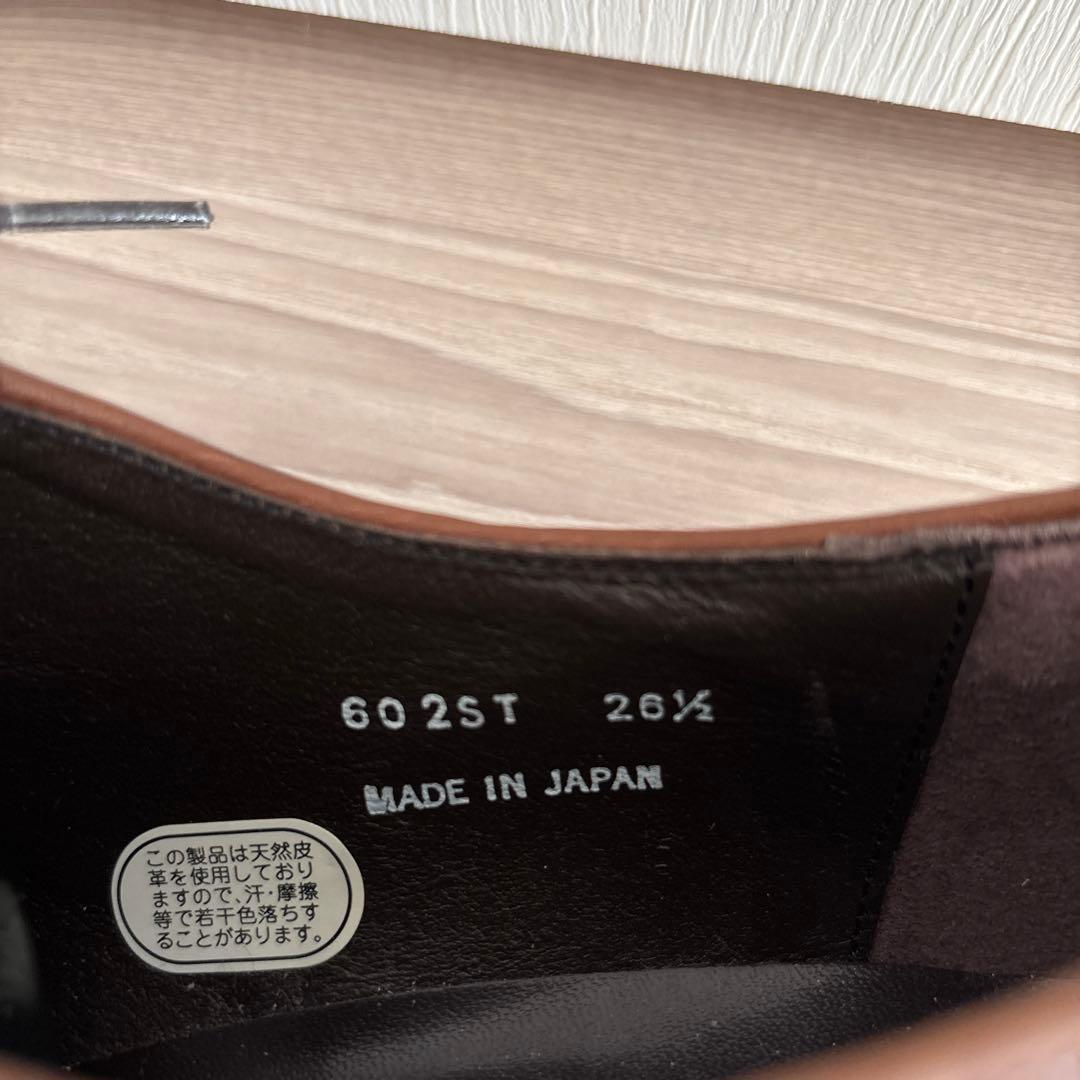 602ST 26½
MADE IN JAPAN
この製品は天然皮
革を使用しており
ますので、汗・摩擦
等で若干色落ちす
ることがあります。